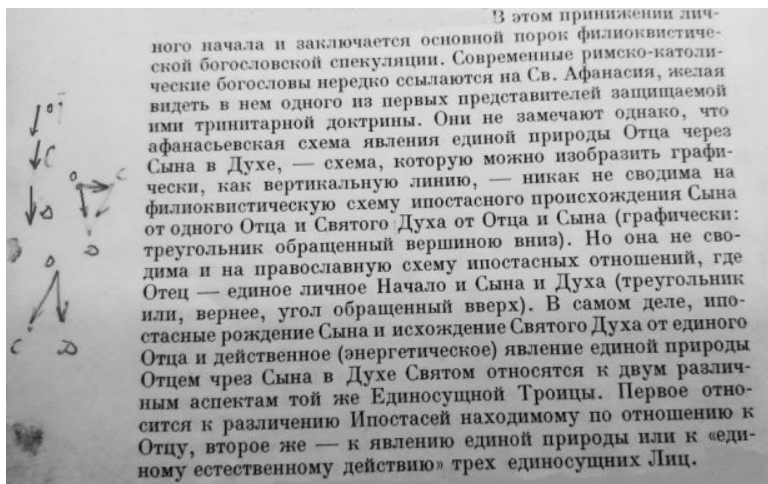 В этом принижении лич-
ного начала и заключается основной порок филиоквистиче-
ской богословской спекуляции. Современные римско-католи-
ческие богословы нередко ссылаются на Св. Афанасия, желая
видеть в нем одного из первых представителей защищаемой
ими тринитарной доктрины. Они не замечают однако, что
афанасьевская схема явления единой природы Отца через
Сына в Духе, — схема, которую можно изобразить графи-
чески, как вертикальную линию, — никак не сводима на
филиоквистическую схему ипостасного происхождения Сына
от одного Отца и Святого Духа от Отца и Сына (графически:
треугольник обращенный вершиною вниз). Но она не сво-
дима и на православную схему ипостасных отношений, где
Отец — единое личное Начало и Сына и Духа (треугольник
или, вернее, угол обращенный вверх). В самом деле, ипо-
стасные рождение Сына и исхождение Святого Духа от единого
Отца и действенное (энергетическое) явление единой природы
Отцем чрез Сына в Духе Святом относятся к двум различ-
ным аспектам той же Единосущной Троицы. Первое отно-
сится к различению Ипостасей находимому по отношению к
Отцу, второе же — к явлению единой природы или к «еди-
ному естественному действию» трех единосущних Лиц.